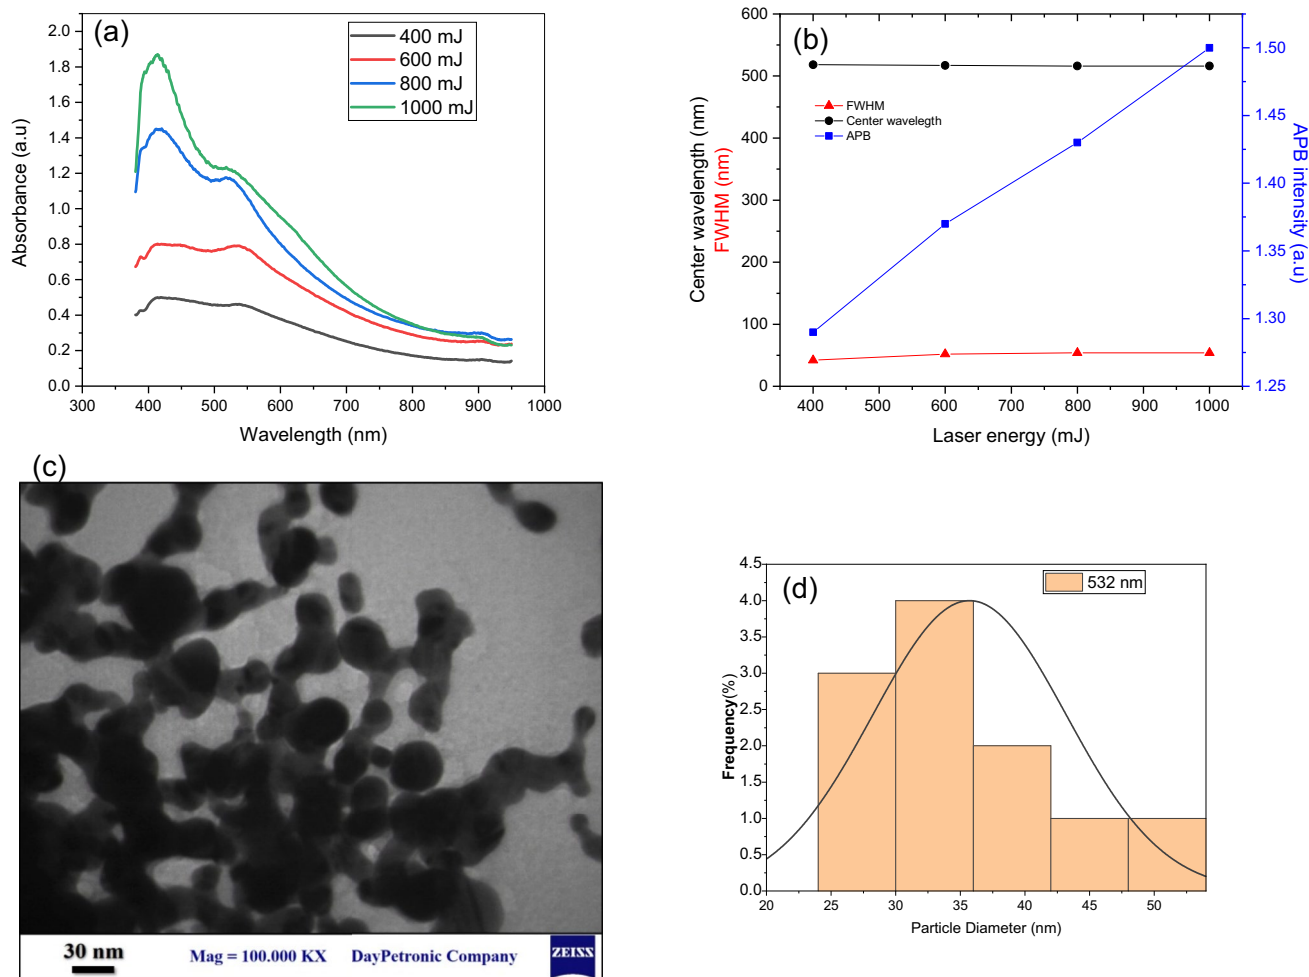 (a)
400 mJ
600 mJ
800 mJ
1000 mJ
2.0
1.8
1.6
1.4
1.2
1.0
0.8
0.6
0.4
0.2
0.0
Absorbance (a.u)
300 400 500 600 700 800 900 1000
Wavelength (nm)
(b)
FWHM
Center wavelegth
APB
600
500
400
300
200
100
0
Center wavelength (nm)
FWHM (nm)
1.50
1.45
1.40
1.35
1.30
1.25
APB intensity (a.u)
400 500 600 700 800 900 1000
Laser energy (mJ)
(c)
30 nm
Mag = 100.000 KX DayPetronic Company
ZEISS
(d)
532 nm
4.5
4.0
3.5
3.0
2.5
2.0
1.5
1.0
0.5
0.0
Frequency(%)
20 25 30 35 40 45 50
Particle Diameter (nm)